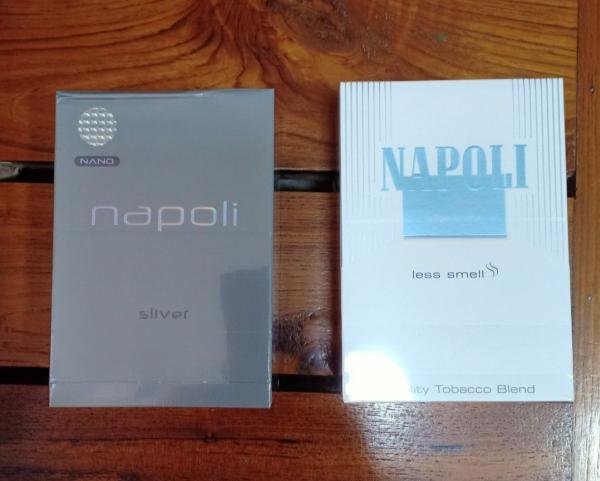 NANO
napoli
silver
NAPOLI
less smell
Tobacco Blend